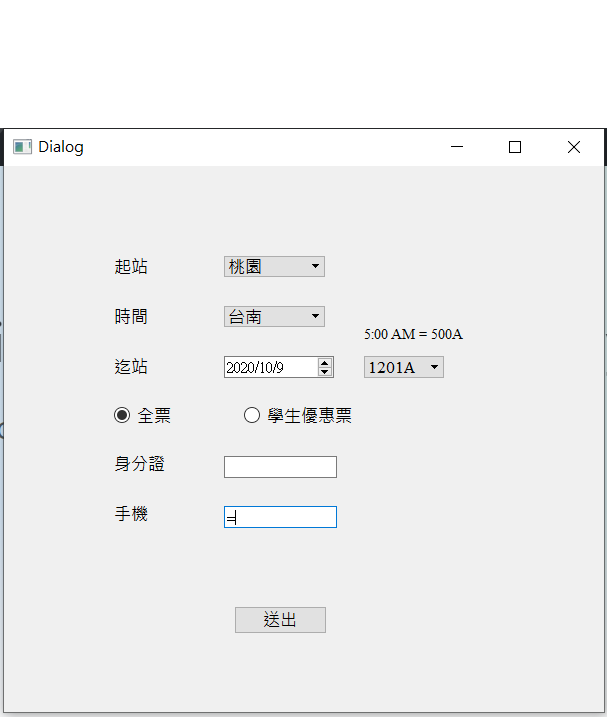 Dialog
起站 桃園
時間 台南
5:00 AM = 500A
迄站 2020/10/9 1201A
全票 學生優惠票
身分證
手機 =
送出